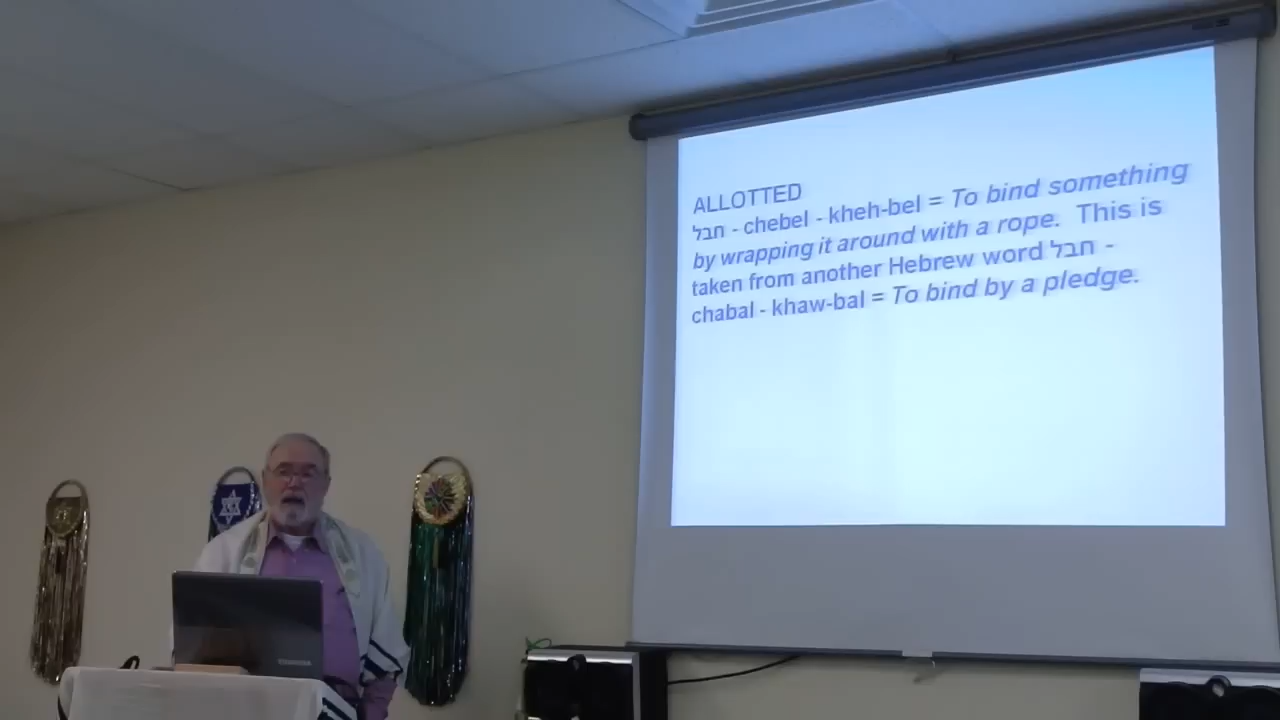 ALLOTTED
חבל - chebel - kheh-bel = To bind something
by wrapping it around with a rope. This is
taken from another Hebrew word חבל -
chabal - khaw-bal = To bind by a pledge.
TOSHIBA